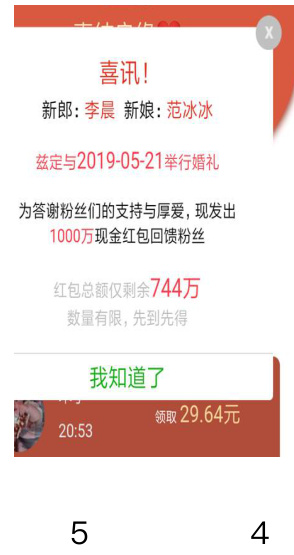 X
喜讯!
新郎: 李晨 新娘: 范冰冰
兹定与2019-05-21举行婚礼
为答谢粉丝们的支持与厚爱, 现发出
1000万现金红包回馈粉丝
红包总额仅剩余744万
数量有限, 先到先得
我知道了
领取 29.64元
20:53
5 4